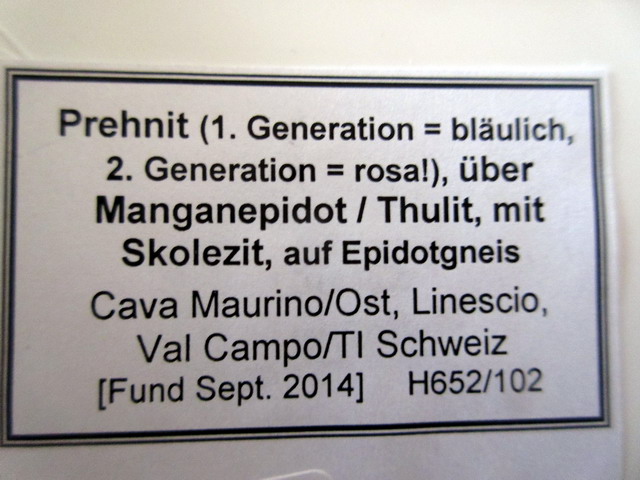 Prehnit (1. Generation = bläulich,
2. Generation = rosa!), über
Manganepidot / Thulit, mit
Skolezit, auf Epidotgneis
Cava Maurino/Ost, Linescio,
Val Campo/TI Schweiz
[Fund Sept. 2014] H652/102